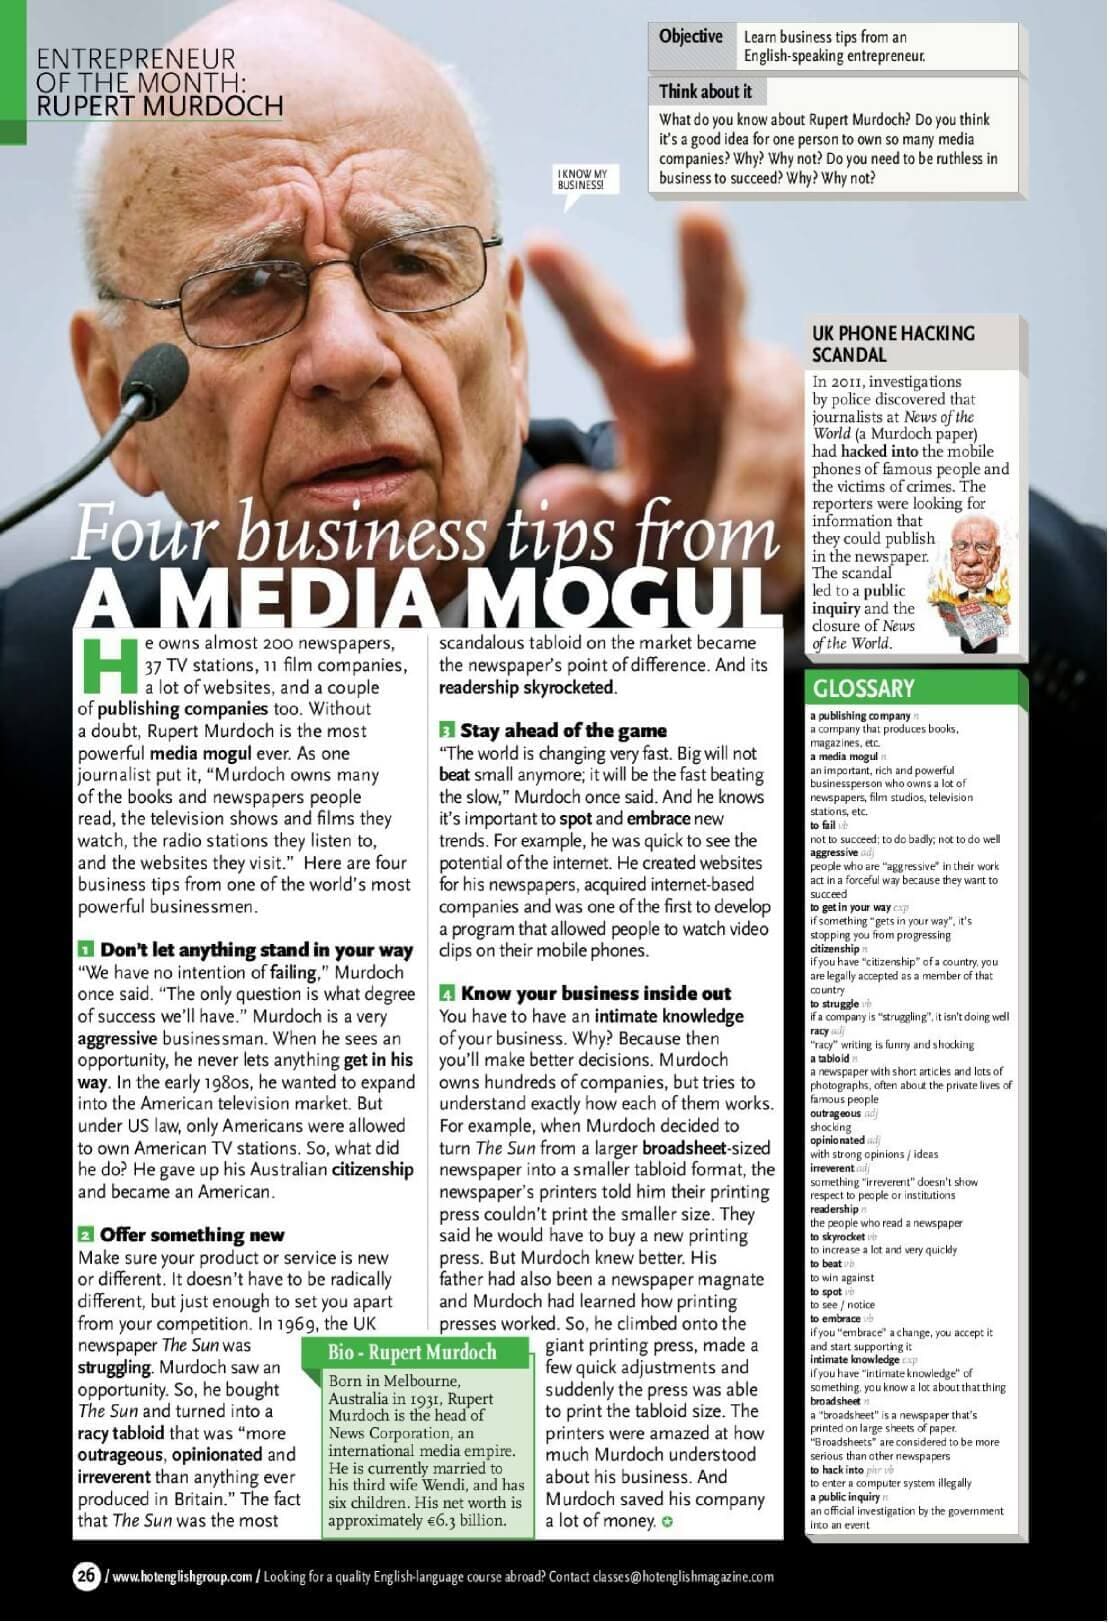 ENTREPRENEUR
OF THE MONTH:
RUPERT MURDOCH
Objective
Learn business tips from an
English-speaking entrepreneur.
Think about it
What do you know about Rupert Murdoch? Do you think
it's a good idea for one person to own so many media
companies? Why? Why not? Do you need to be ruthless in
business to succeed? Why? Why not?
I KNOW MY
BUSINESS!
Four business tips from
A MEDIA MOGUL
He owns almost 200 newspapers,
37 TV stations, 11 film companies,
a lot of websites, and a couple
of publishing companies too. Without
a doubt, Rupert Murdoch is the most
powerful media mogul ever. As one
journalist put it, “Murdoch owns many
of the books and newspapers people
read, the television shows and films they
watch, the radio stations they listen to,
and the websites they visit.” Here are four
business tips from one of the world's most
powerful businessmen.
1 Don't let anything stand in your way
“We have no intention of failing,” Murdoch
once said. “The only question is what degree
of success we'll have.” Murdoch is a very
aggressive businessman. When he sees an
opportunity, he never lets anything get in his
way. In the early 1980s, he wanted to expand
into the American television market. But
under US law, only Americans were allowed
to own American TV stations. So, what did
he do? He gave up his Australian citizenship
and became an American.
2 Offer something new
Make sure your product or service is new
or different. It doesn't have to be radically
different, but just enough to set you apart
from your competition. In 1969, the UK
newspaper The Sun was
struggling. Murdoch saw an
opportunity. So, he bought
The Sun and turned into a
racy tabloid that was “more
outrageous, opinionated and
irreverent than anything ever
produced in Britain.” The fact
that The Sun was the most
scandalous tabloid on the market became
the newspaper's point of difference. And its
readership skyrocketed.
3 Stay ahead of the game
“The world is changing very fast. Big will not
beat small anymore; it will be the fast beating
the slow,” Murdoch once said. And he knows
it's important to spot and embrace new
trends. For example, he was quick to see the
potential of the internet. He created websites
for his newspapers, acquired internet-based
companies and was one of the first to develop
a program that allowed people to watch video
clips on their mobile phones.
4 Know your business inside out
You have to have an intimate knowledge
of your business. Why? Because then
you'll make better decisions. Murdoch
owns hundreds of companies, but tries to
understand exactly how each of them works.
For example, when Murdoch decided to
turn The Sun from a larger broadsheet-sized
newspaper into a smaller tabloid format, the
newspaper's printers told him their printing
press couldn't print the smaller size. They
said he would have to buy a new printing
press. But Murdoch knew better. His
father had also been a newspaper magnate
and Murdoch had learned how printing
presses worked. So, he climbed onto the
giant printing press, made a
few quick adjustments and
suddenly the press was able
to print the tabloid size. The
printers were amazed at how
much Murdoch understood
about his business. And
Murdoch saved his company
a lot of money.
Bio - Rupert Murdoch
Born in Melbourne,
Australia in 1931, Rupert
Murdoch is the head of
News Corporation, an
international media empire.
He is currently married to
his third wife Wendi, and has
six children. His net worth is
approximately €6.3 billion.
UK PHONE HACKING
SCANDAL
In 2011, investigations
by police discovered that
journalists at News of the
World (a Murdoch paper)
had hacked into the mobile
phones of famous people and
the victims of crimes. The
reporters were looking for
information that
they could publish
in the newspaper.
The scandal
led to a public
inquiry and the
closure of News
of the World.
GLOSSARY
a publishing company n
a company that produces books,
magazines, etc.
a media mogul n
an important, rich and powerful
businessperson who owns a lot of
newspapers, film studios, television
stations, etc.
to fail vb
not to succeed; to do badly; not to do well
aggressive adj
people who are “aggressive” in their work
act in a forceful way because they want to
succeed
to get in your way exp
if something “gets in your way”, it's
stopping you from progressing
citizenship n
if you have “citizenship” of a country, you
are legally accepted as a member of that
country
to struggle vb
if a company is “struggling”, it isn't doing well
racy adj
“racy” writing is funny and shocking
a tabloid n
a newspaper with short articles and lots of
photographs, often about the private lives of
famous people
outrageous adj
shocking
opinionated adj
with strong opinions / ideas
irreverent adj
something “irreverent” doesn't show
respect to people or institutions
readership n
the people who read a newspaper
to skyrocket vb
to increase a lot and very quickly
to beat vb
to win against
to spot vb
to see / notice
to embrace vb
if you “embrace” a change, you accept it
and start supporting it
intimate knowledge exp
if you have “intimate knowledge” of
something, you know a lot about that thing
broadsheet n
a “broadsheet” is a newspaper that's
printed on large sheets of paper.
“Broadsheets” are considered to be more
serious than other newspapers
to hack into phr vb
to enter a computer system illegally
a public inquiry n
an official investigation by the government
into an event
26 / www.hotenglishgroup.com / Looking for a quality English-language course abroad? Contact classes@hotenglishmagazine.com